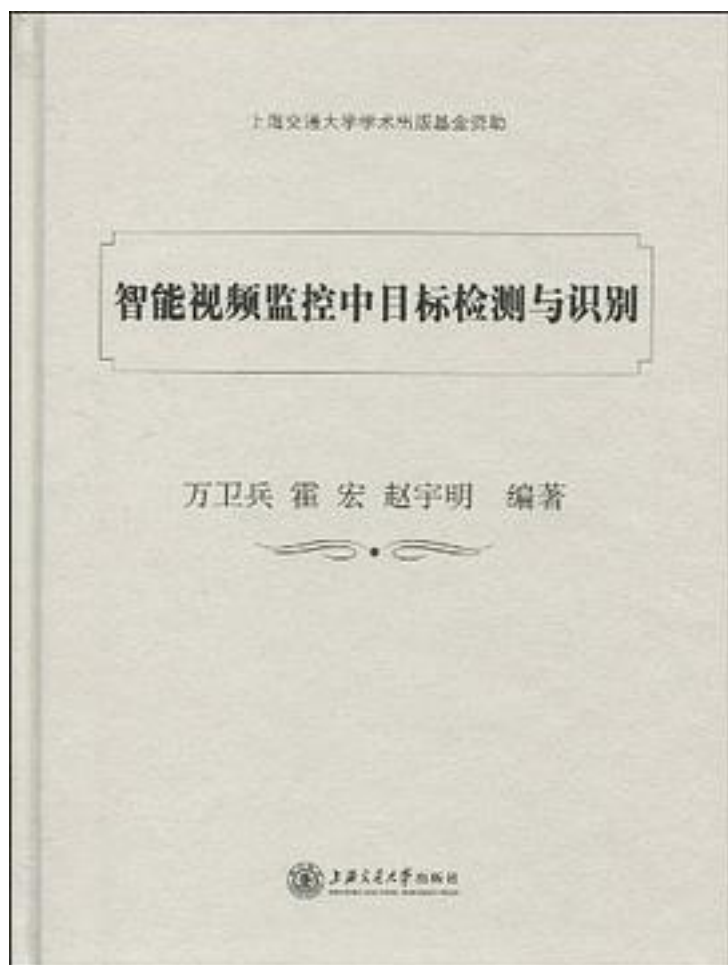 上海交通大学学术出版基金资助
智能视频监控中目标检测与识别
万卫兵 霍 宏 赵宇明 编著
上海交通大学出版社